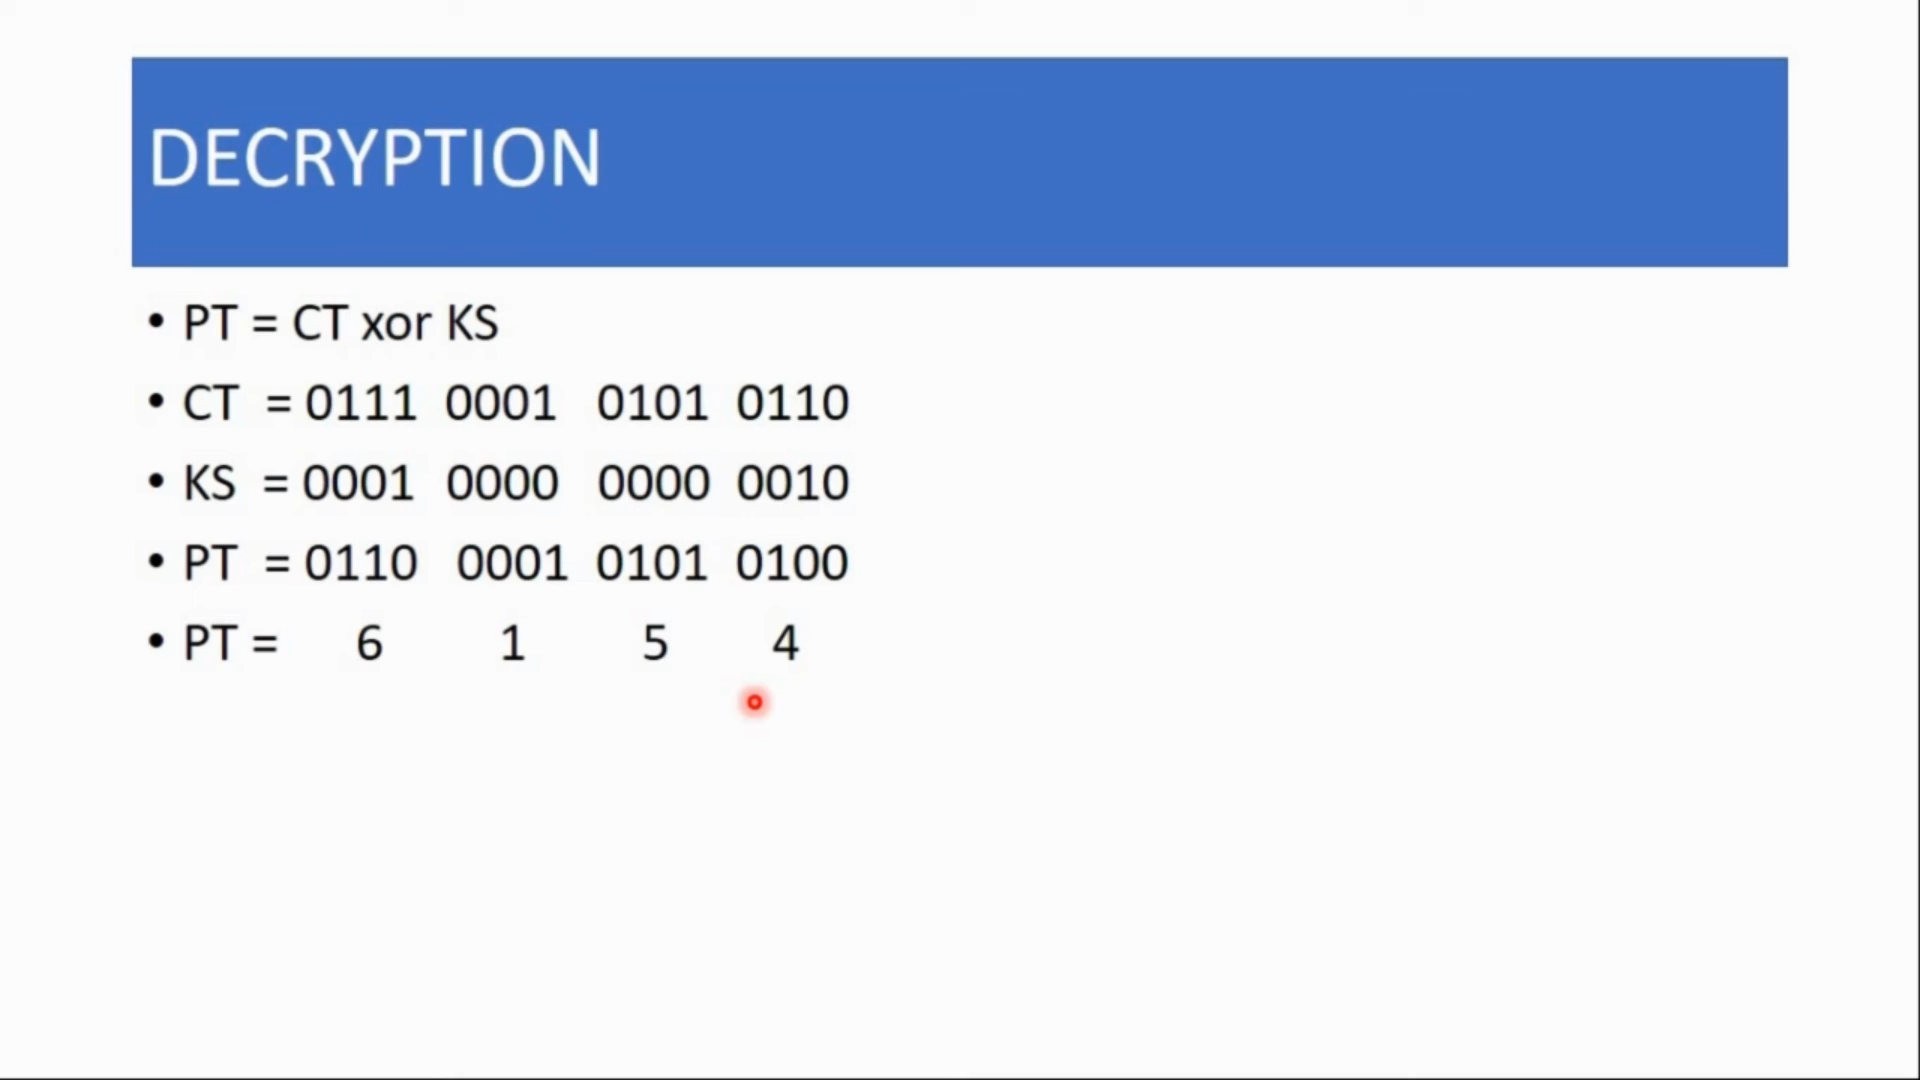 DECRYPTION
• PT = CT xor KS
• CT = 0111 0001 0101 0110
• KS = 0001 0000 0000 0010
• PT = 0110 0001 0101 0100
• PT = 6 1 5 4